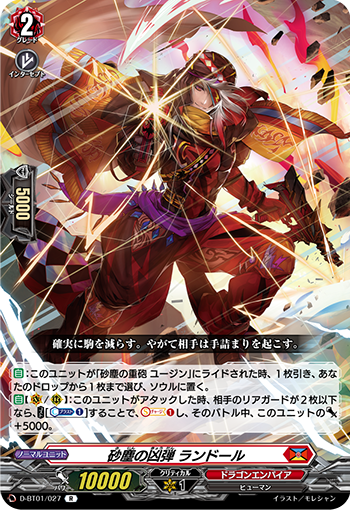 2
グレード
インターセプト
5000
シールド
確実に駒を減らす。やがて相手は手詰まりを起こす。
自:このユニットが「砂塵の重砲 ユージン」にライドされた時、1枚引き、あな
たのドロップから1枚まで選び、ソウルに置く。
自:このユニットがアタックした時、相手のリアガードが2枚以下
なら、[ブラスト1]することで、チャージ1し、そのバトル中、このユニットの
+5000。
ノーマルユニット
砂塵の凶弾 ランドール
パワー 10000
クリティカル
1
ドラゴンエンパイア
ヒューマン
D-BT01/027 R
イラスト/モレシャン